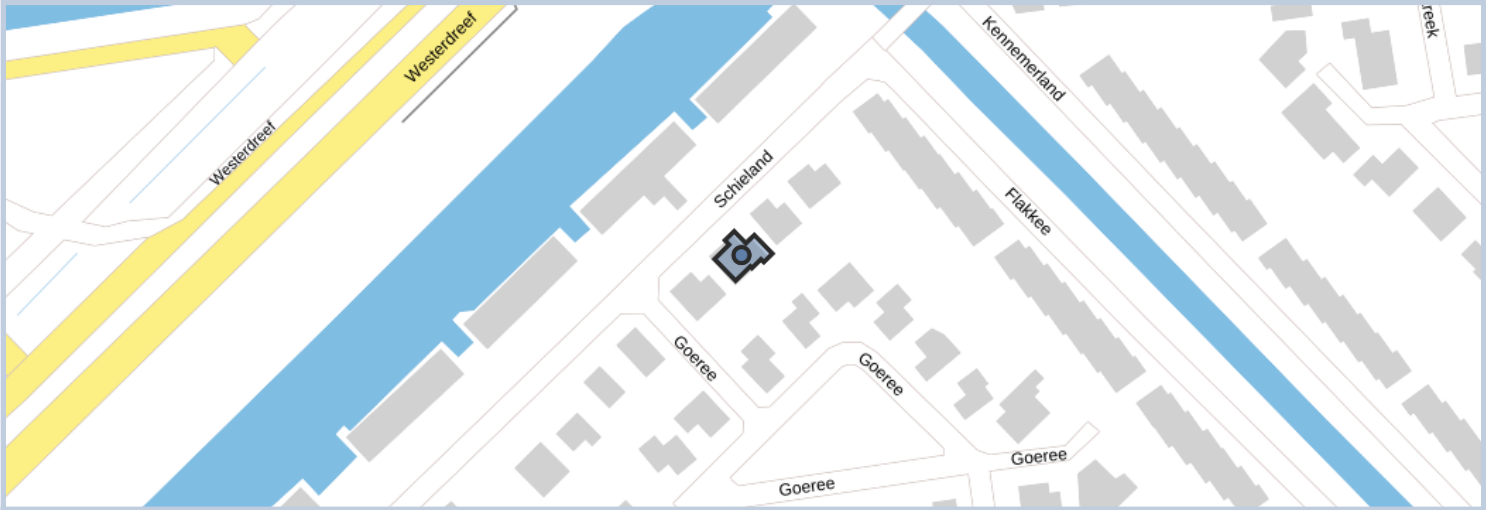 Westerdreef
Kennemerland
Westerdreef
Schieland
Flakkee
Goeree
Goeree
Goeree
Goeree